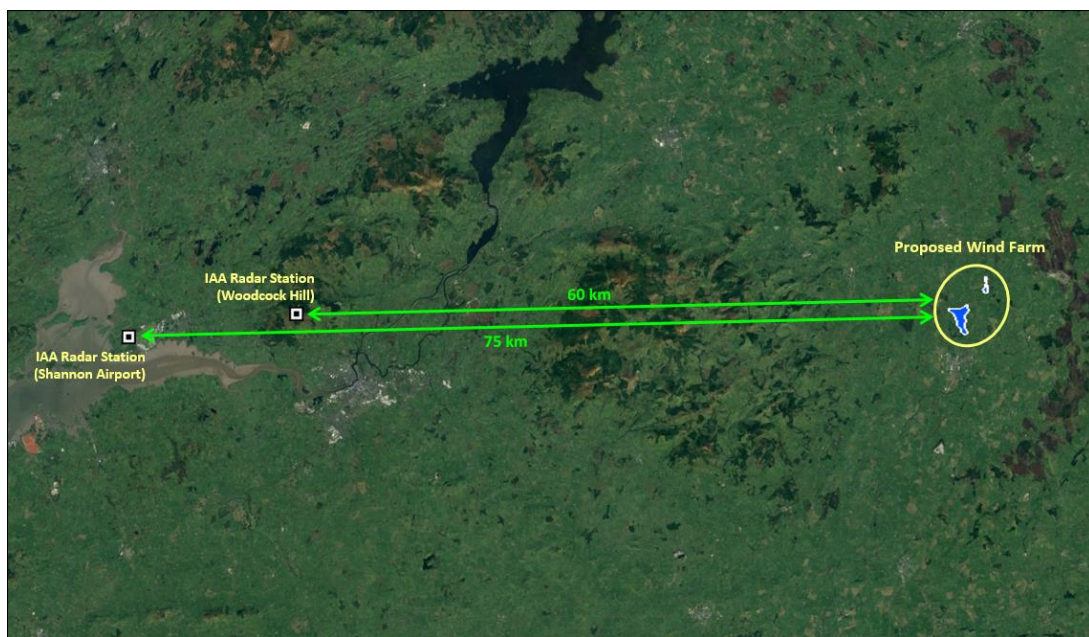 Proposed Wind Farm
IAA Radar Station
(Woodcock Hill)
60 km
75 km
IAA Radar Station
(Shannon Airport)